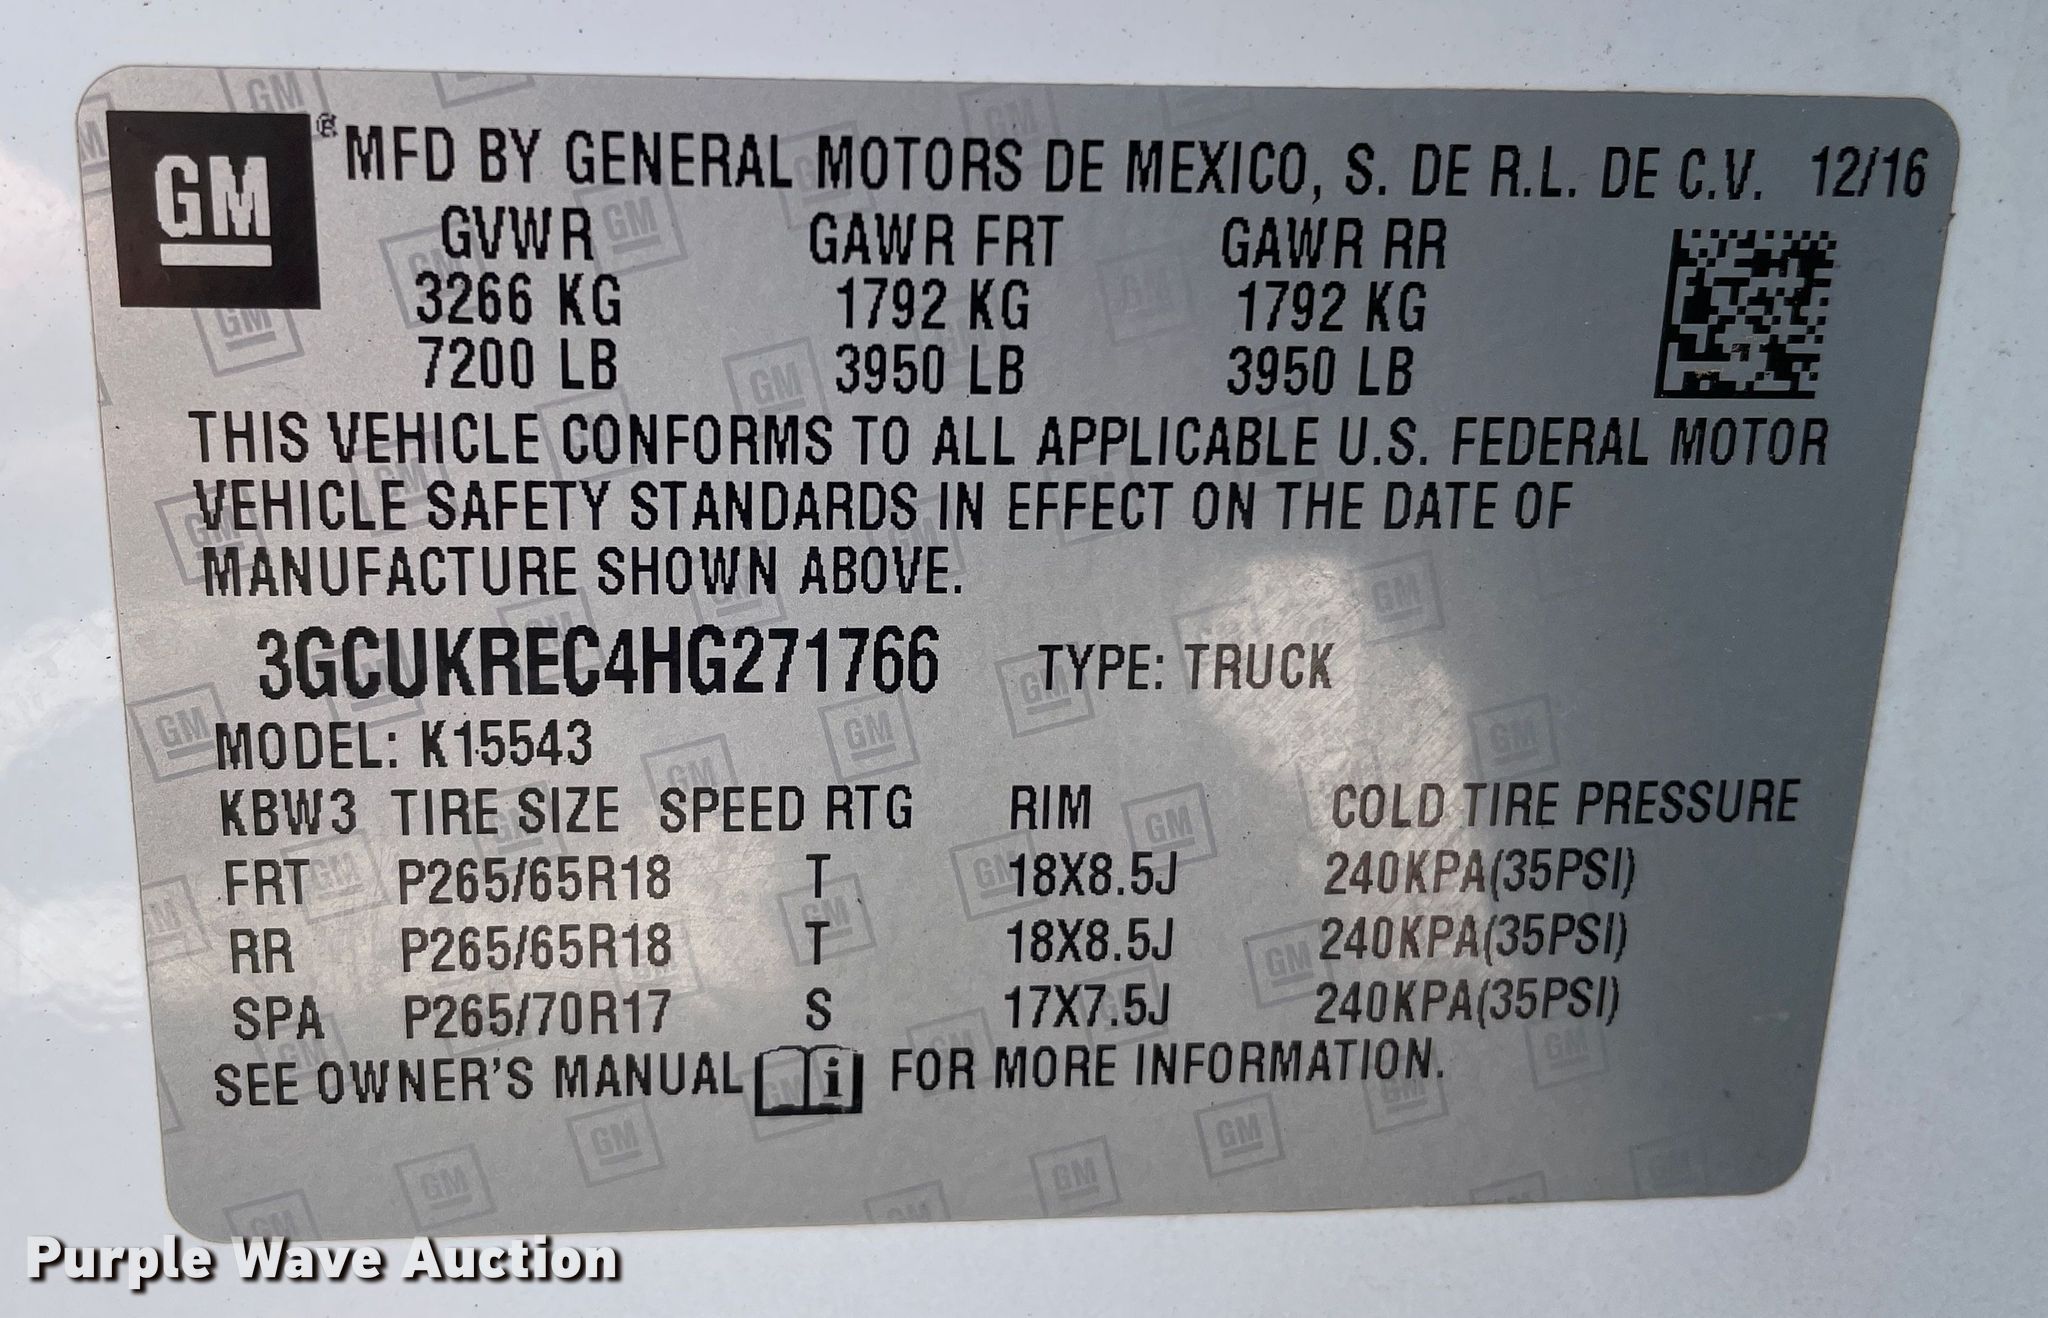 GM ® MFD BY GENERAL MOTORS DE MEXICO, S. DE R.L. DE C.V. 12/16
GVWR GAWR FRT GAWR RR
3266 KG 1792 KG 1792 KG
7200 LB 3950 LB 3950 LB
THIS VEHICLE CONFORMS TO ALL APPLICABLE U.S. FEDERAL MOTOR
VEHICLE SAFETY STANDARDS IN EFFECT ON THE DATE OF
MANUFACTURE SHOWN ABOVE.
3GCUKREC4HG271766 TYPE: TRUCK
MODEL: K15543
KBW3 TIRE SIZE SPEED RTG RIM COLD TIRE PRESSURE
FRT P265/65R18 T 18X8.5J 240KPA(35PSI)
RR P265/65R18 T 18X8.5J 240KPA(35PSI)
SPA P265/70R17 S 17X7.5J 240KPA(35PSI)
SEE OWNER'S MANUAL i FOR MORE INFORMATION.
Purple Wave Auction